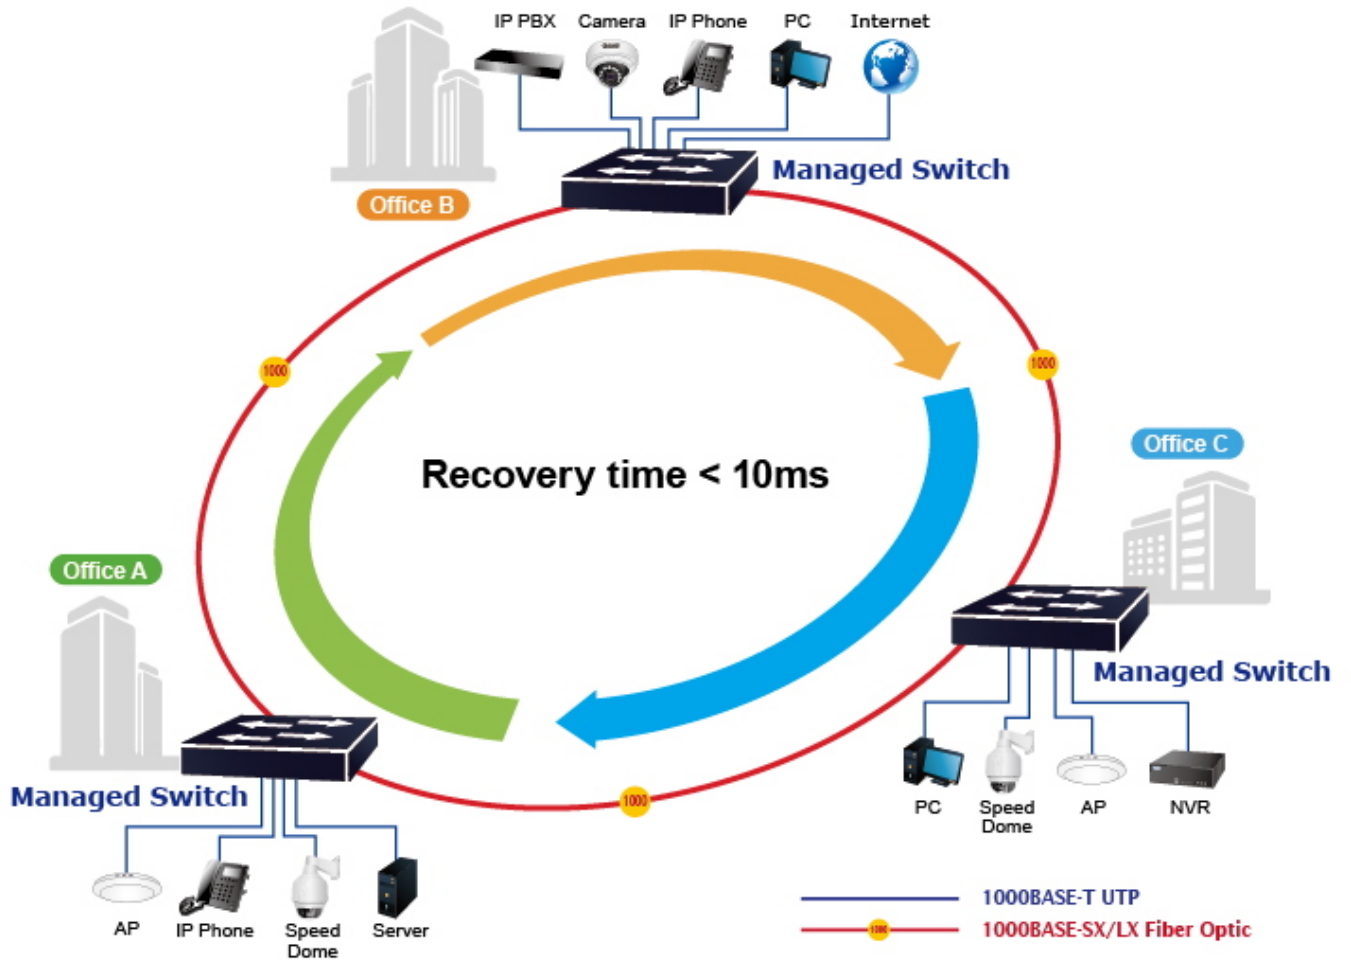 IP PBX
Camera
IP Phone
PC
Internet
Managed Switch
Office B
1000
1000
Office C
Recovery time < 10ms
Office A
Managed Switch
Managed Switch
1000
PC
Speed
Dome
AP
NVR
AP
IP Phone
Speed
Dome
Server
1000BASE-T UTP
1000
1000BASE-SX/LX Fiber Optic